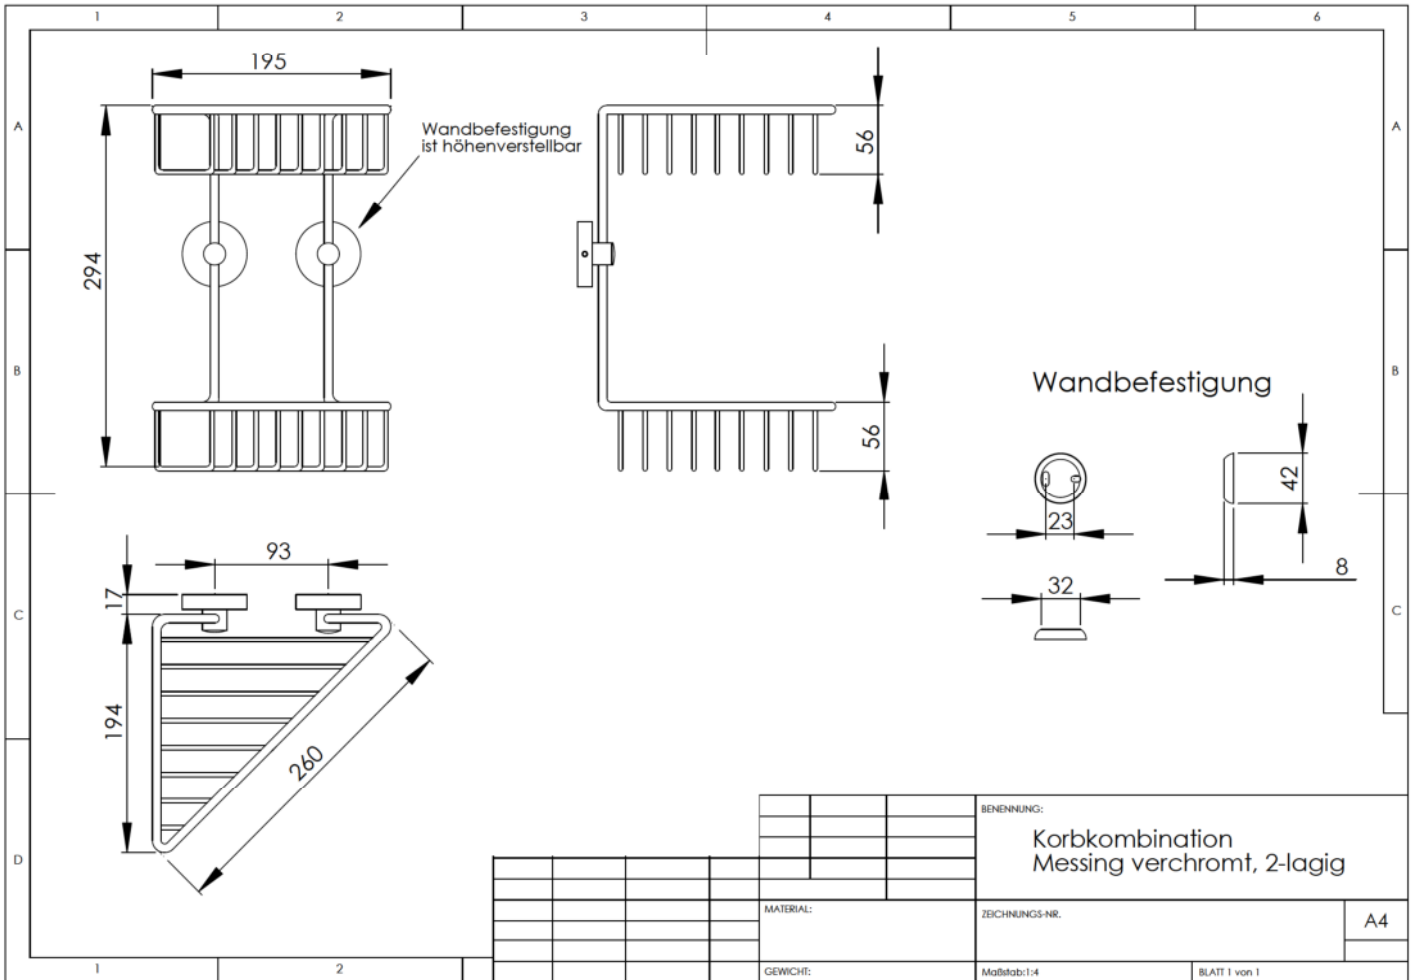 1 2 3 4 5 6
A A
B B
C C
D
195
294
Wandbefestigung
ist höhenverstellbar
56
56
Wandbefestigung
23
42
8
32
93
17
194
260
BENENNUNG:
Korbkombination
Messing verchromt, 2-lagig
MATERIAL:
ZEICHNUNGS-NR.
A4
GEWICHT:
Maßstab:1:4
BLATT 1 von 1
1 2